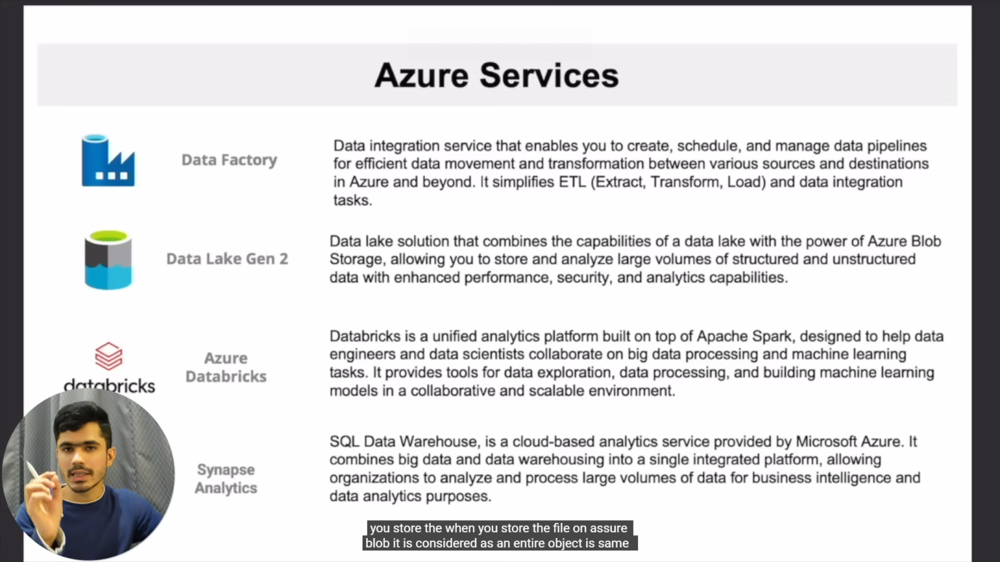 Azure Services
Data Factory
Data integration service that enables you to create, schedule, and manage data pipelines
for efficient data movement and transformation between various sources and destinations
in Azure and beyond. It simplifies ETL (Extract, Transform, Load) and data integration
tasks.
Data Lake Gen 2
Data lake solution that combines the capabilities of a data lake with the power of Azure Blob
Storage, allowing you to store and analyze large volumes of structured and unstructured
data with enhanced performance, security, and analytics capabilities.
databricks
Azure
Databricks
Databricks is a unified analytics platform built on top of Apache Spark, designed to help data
engineers and data scientists collaborate on big data processing and machine learning
tasks. It provides tools for data exploration, data processing, and building machine learning
models in a collaborative and scalable environment.
Synapse
Analytics
SQL Data Warehouse, is a cloud-based analytics service provided by Microsoft Azure. It
combines big data and data warehousing into a single integrated platform, allowing
organizations to analyze and process large volumes of data for business intelligence and
data analytics purposes.
you store the when you store the file on assure
blob it is considered as an entire object is same